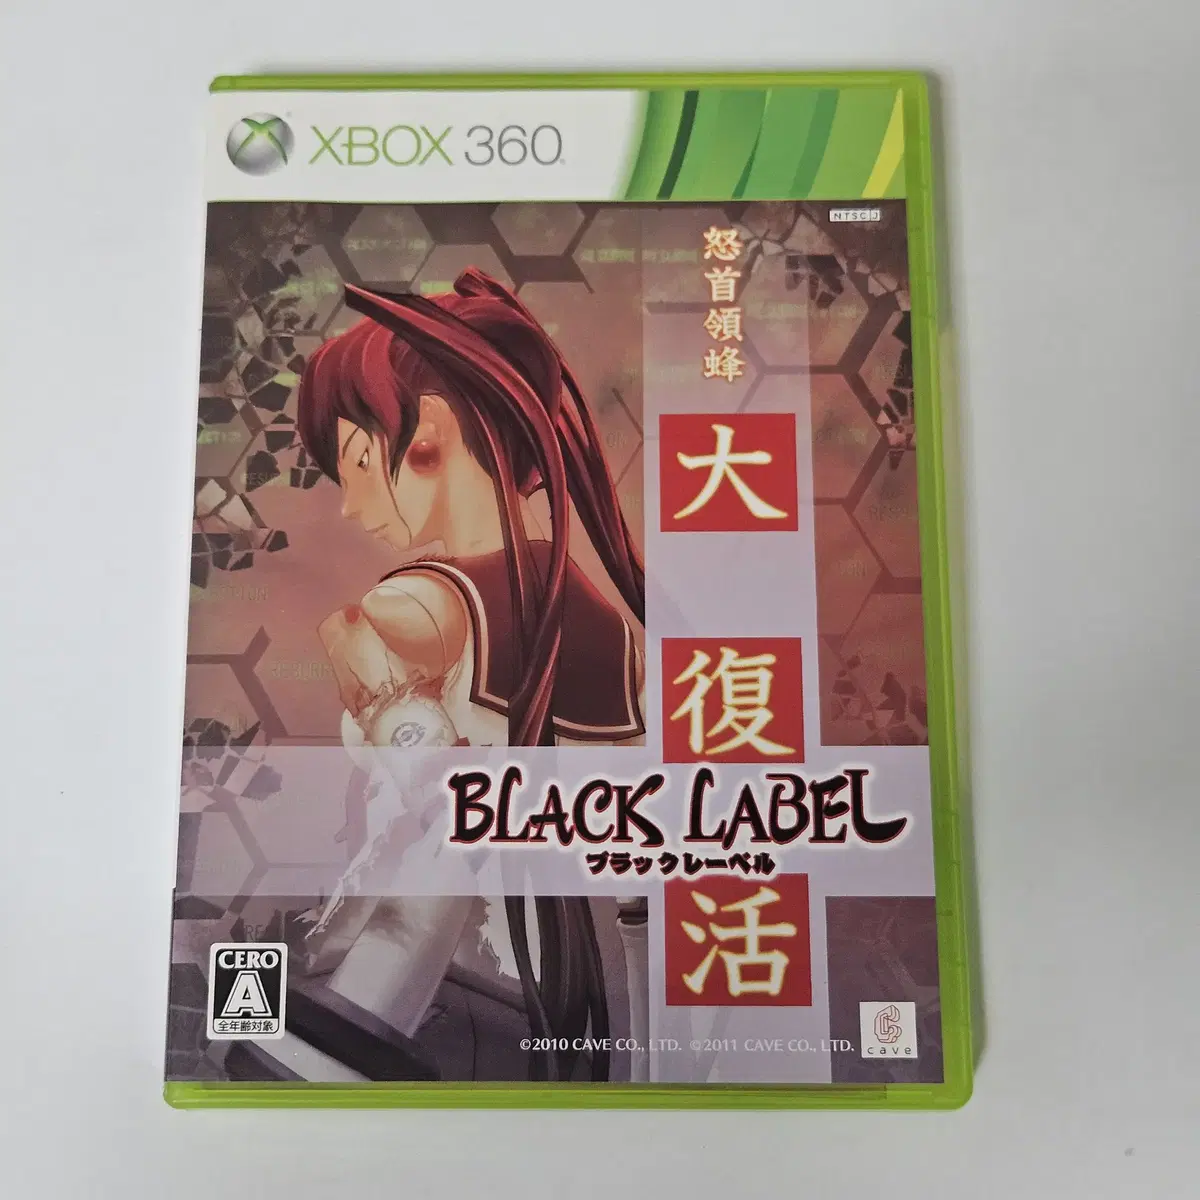 XBOX 360
NTSC J
怒首領蜂
大
復
活
BLACK LABEL
ブラックレーベル
CERO
A
全年齢対象
©2010 CAVE CO., LTD. ©2011 CAVE CO., LTD.
cave